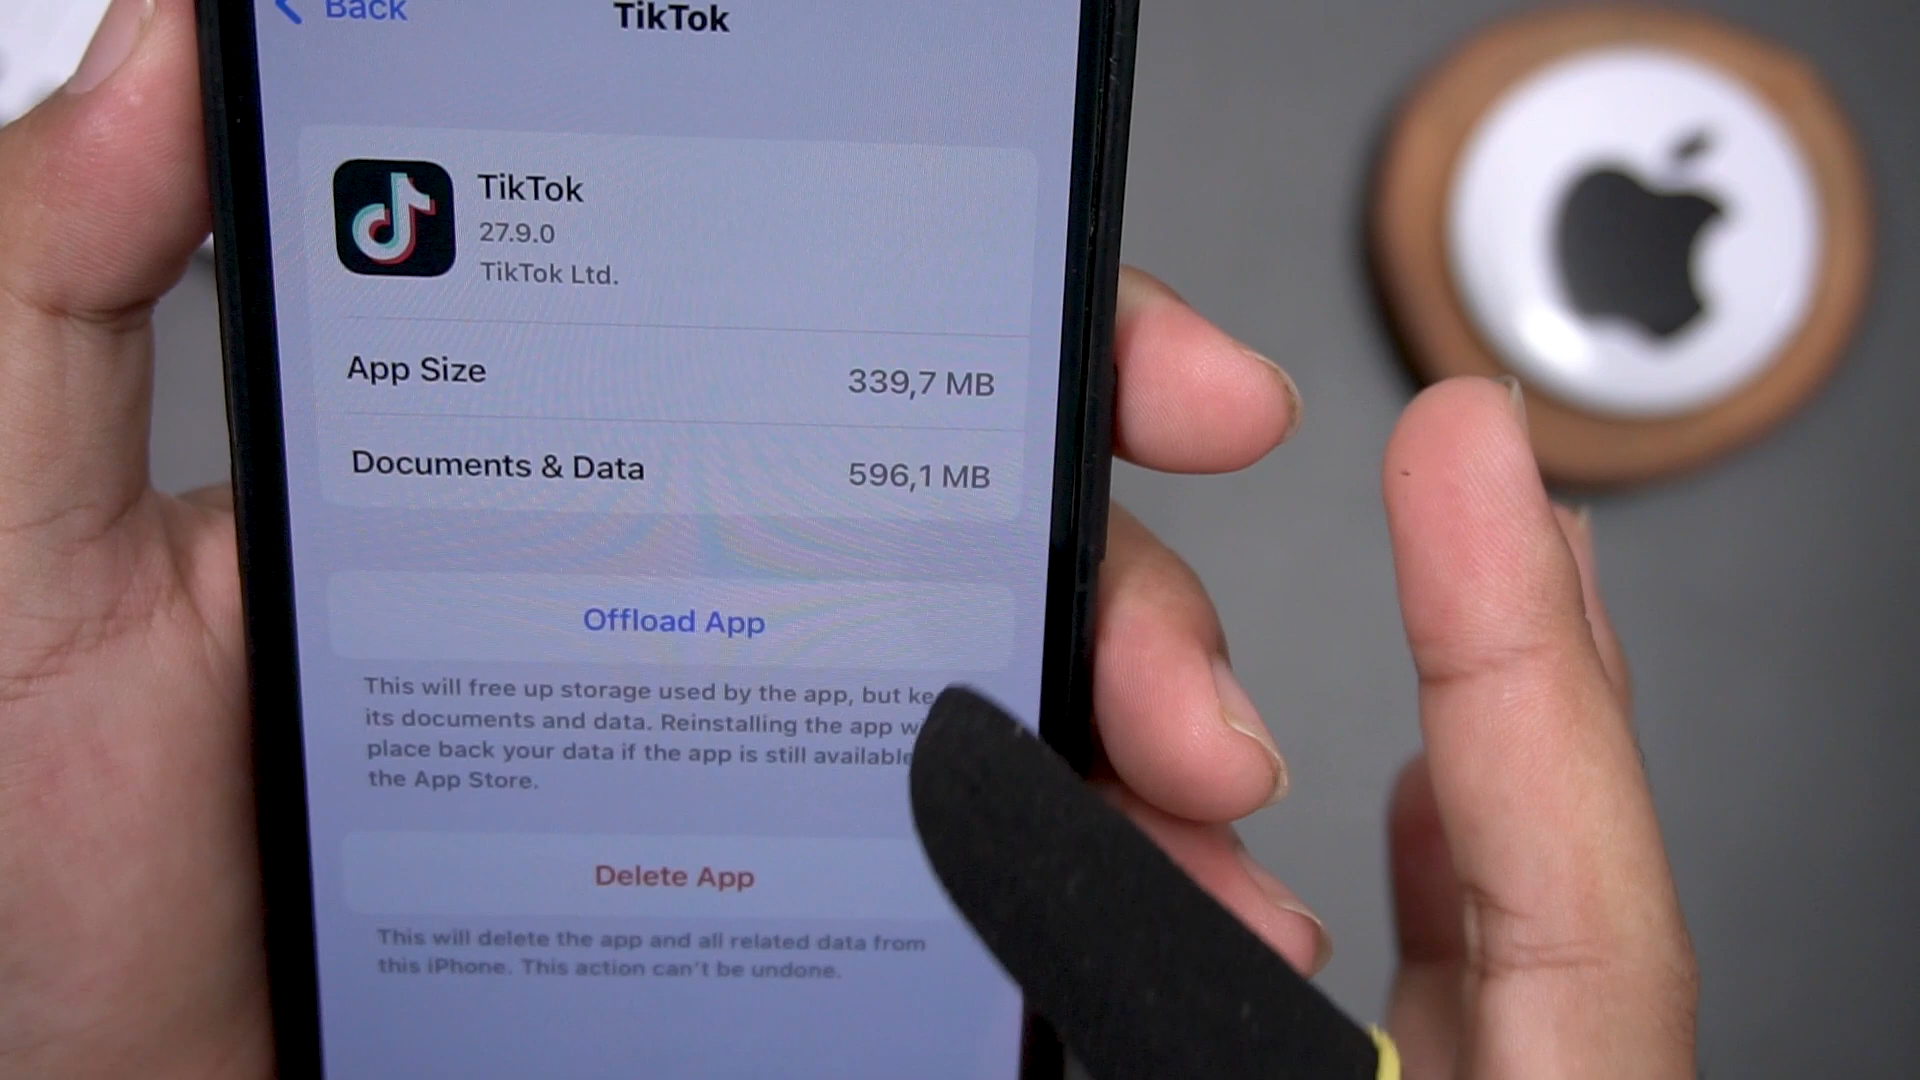 Back
TikTok
TikTok
27.9.0
TikTok Ltd.
App Size
339,7 MB
Documents & Data
596,1 MB
Offload App
This will free up storage used by the app, but
its documents and data. Reinstalling the app
place back your data if the app is still available
the App Store.
Delete App
This will delete the app and all related data from
this iPhone. This action can't be undone.